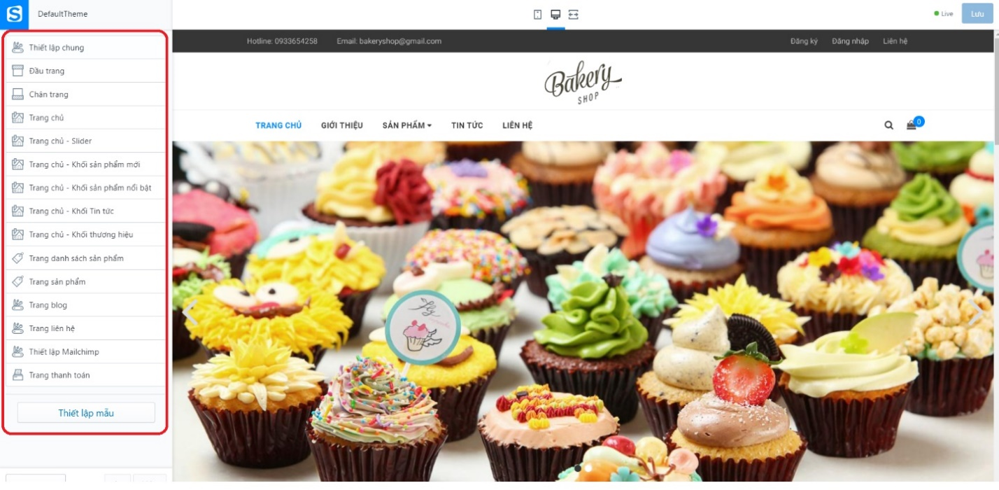 DefaultTheme
Live
Lưu
Thiết lập chung
Đầu trang
Chân trang
Trang chủ
Trang chủ - Slider
Trang chủ - Khối sản phẩm mới
Trang chủ - Khối sản phẩm nổi bật
Trang chủ - Khối Tin tức
Trang chủ - Khối thương hiệu
Trang danh sách sản phẩm
Trang sản phẩm
Trang blog
Trang liên hệ
Thiết lập Mailchimp
Trang thanh toán
Thiết lập mẫu
Hotline: 0933654258 Email: bakeryshop@gmail.com Đăng ký Đăng nhập Liên hệ
Bakery
SHOP
TRANG CHỦ GIỚI THIỆU SẢN PHẨM TIN TỨC LIÊN HỆ 0